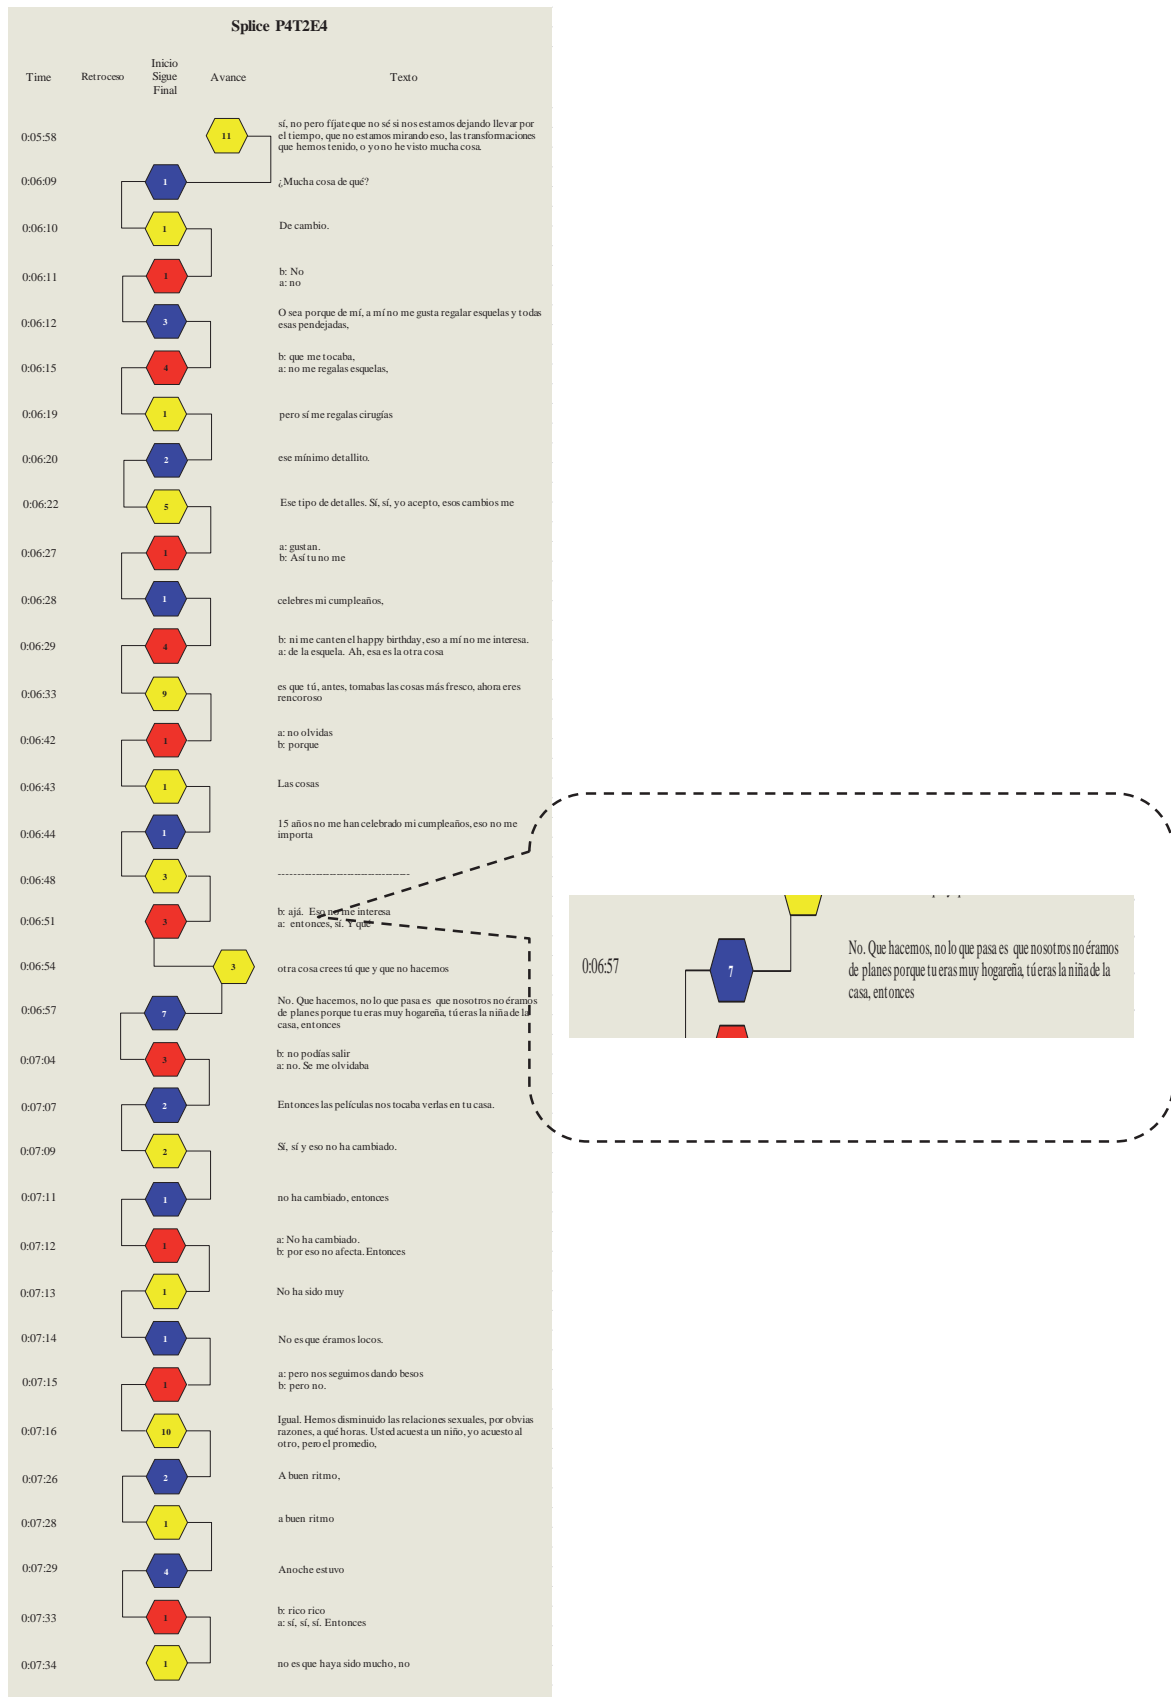 Splice P4T2E4
Time
Retroceso
Inicio
Sigue
Final
Avance
Texto
0:05:58
11
sí, no pero fíjate que no sé si nos estamos dejando llevar por
el tiempo, que no estamos mirando eso, las transformaciones
que hemos tenido, o yo no he visto mucha cosa.
0:06:09
1
¿Mucha cosa de qué?
0:06:10
1
De cambio.
0:06:11
1
b: No
a: no
0:06:12
3
O sea porque de mí, a mí no me gusta regalar esquelas y todas
esas pendejadas,
0:06:15
4
b: que me tocaba,
a: no me regalas esquelas,
0:06:19
1
pero sí me regalas cirugías
0:06:20
2
ese mínimo detallito.
0:06:22
5
Ese tipo de detalles. Sí, sí, yo acepto, esos cambios me
0:06:27
1
a: gustan.
b: Así tu no me
0:06:28
1
celebres mi cumpleaños,
0:06:29
4
b: ni me canten el happy birthday, eso a mí no me interesa.
a: de la esquela. Ah, esa es la otra cosa
0:06:33
9
es que tú, antes, tomabas las cosas más fresco, ahora eres
rencoroso
0:06:42
1
a: no olvidas
b: porque
0:06:43
1
Las cosas
0:06:44
1
15 años no me han celebrado mi cumpleaños, eso no me
importa
0:06:48
3
-----------------------------------
0:06:51
3
b: ajá. Eso no me interesa
a: entonces, sí. Y qué
0:06:54
3
otra cosa crees tú que y que no hacemos
0:06:57
7
No. Que hacemos, no lo que pasa es que nosotros no éramos
de planes porque tu eras muy hogareña, tú eras la niña de la
casa, entonces
0:07:04
3
b: no podías salir
a: no. Se me olvidaba
0:07:07
2
Entonces las películas nos tocaba verlas en tu casa.
0:07:09
2
Sí, sí y eso no ha cambiado.
0:07:11
1
no ha cambiado, entonces
0:07:12
1
a: No ha cambiado.
b: por eso no afecta. Entonces
0:07:13
1
No ha sido muy
0:07:14
1
No es que éramos locos.
0:07:15
1
a: pero nos seguimos dando besos
b: pero no.
0:07:16
10
Igual. Hemos disminuido las relaciones sexuales, por obvias
razones, a qué horas. Usted acuesta un niño, yo acuesto al
otro, pero el promedio,
0:07:26
2
A buen ritmo,
0:07:28
1
a buen ritmo
0:07:29
4
Anoche estuvo
0:07:33
1
b: rico rico
a: sí, sí, sí. Entonces
0:07:34
1
no es que haya sido mucho, no
0:06:57
7
No. Que hacemos, no lo que pasa es que nosotros no éramos
de planes porque tu eras muy hogareña, tú eras la niña de la
casa, entonces